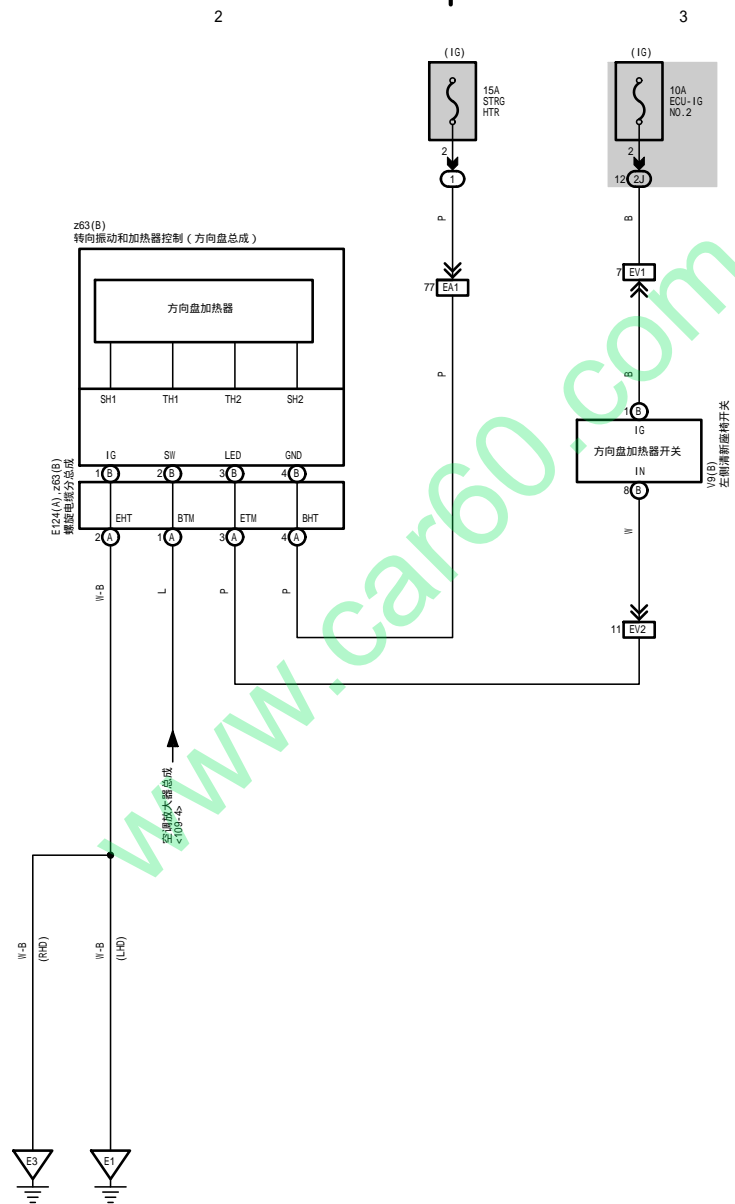 2
3
(IG)
15A
STRG
HTR
2
1
P
77 EA1
P
(IG)
10A
ECU-IG
NO.2
2
12 2J
B
7 EV1
B
1 B
IG
方向盘加热器开关
IN
8 B
V9(B)
左侧清新座椅开关
W
11 EV2
z63(B)
转向振动和加热器控制(方向盘总成)
方向盘加热器
SH1 TH1 TH2 SH2
IG SW LED GND
1 B 2 B 3 B 4 B
E124(A),z63(B)
螺旋电缆分总成
EHT BTM ETM BHT
2 A 1 A 3 A 4 A
W-B L P P
空调放大器总成
<109-4>
W-B
(RHD)
W-B
(LHD)
E3 E1
www.car60.com